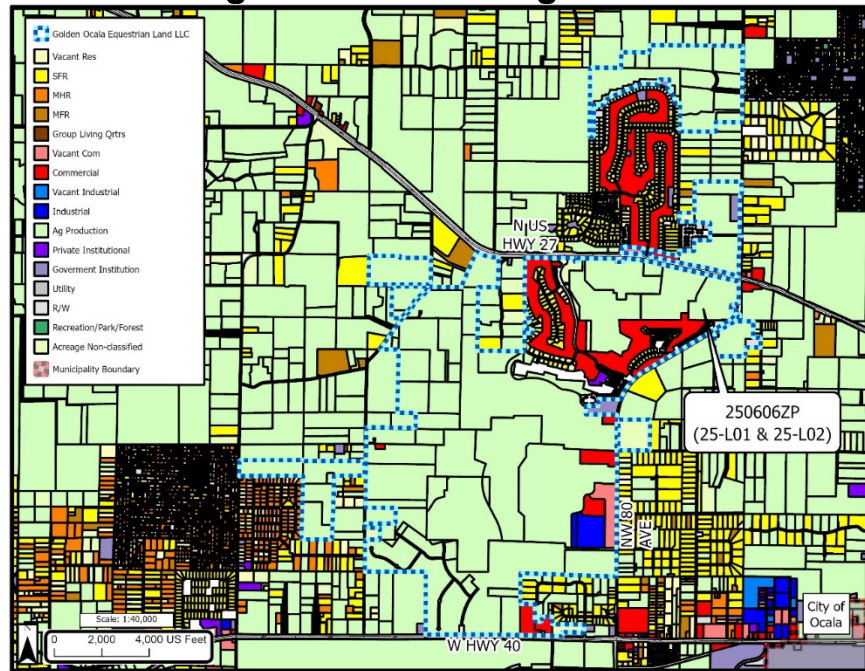 Golden Ocala Equestrian Land LLC
Vacant Res
SFR
MHR
MFR
Group Living Qrtrs
Vacant Com
Commercial
Vacant Industrial
Industrial
Ag Production
Private Institutional
Goverment Institution
Utility
R/W
Recreation/Park/Forest
Acreage Non-classified
Municipality Boundary
N US
HWY 27
250606ZP
(25-L01 & 25-L02)
NW 80
AVE
City of
Ocala
Scale: 1:40,000
0 2,000 4,000 US Feet
W HWY 40